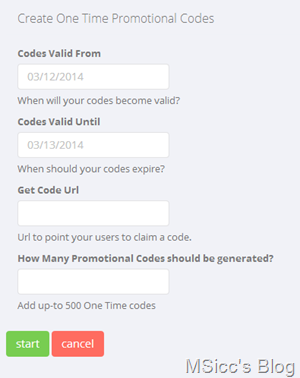 Create One Time Promotional Codes
Codes Valid From
03/12/2014
When will your codes become valid?
Codes Valid Until
03/13/2014
When should your codes expire?
Get Code Url
Url to point your users to claim a code.
How Many Promotional Codes should be generated?
Add up-to 500 One Time codes
start cancel
MSicc's Blog